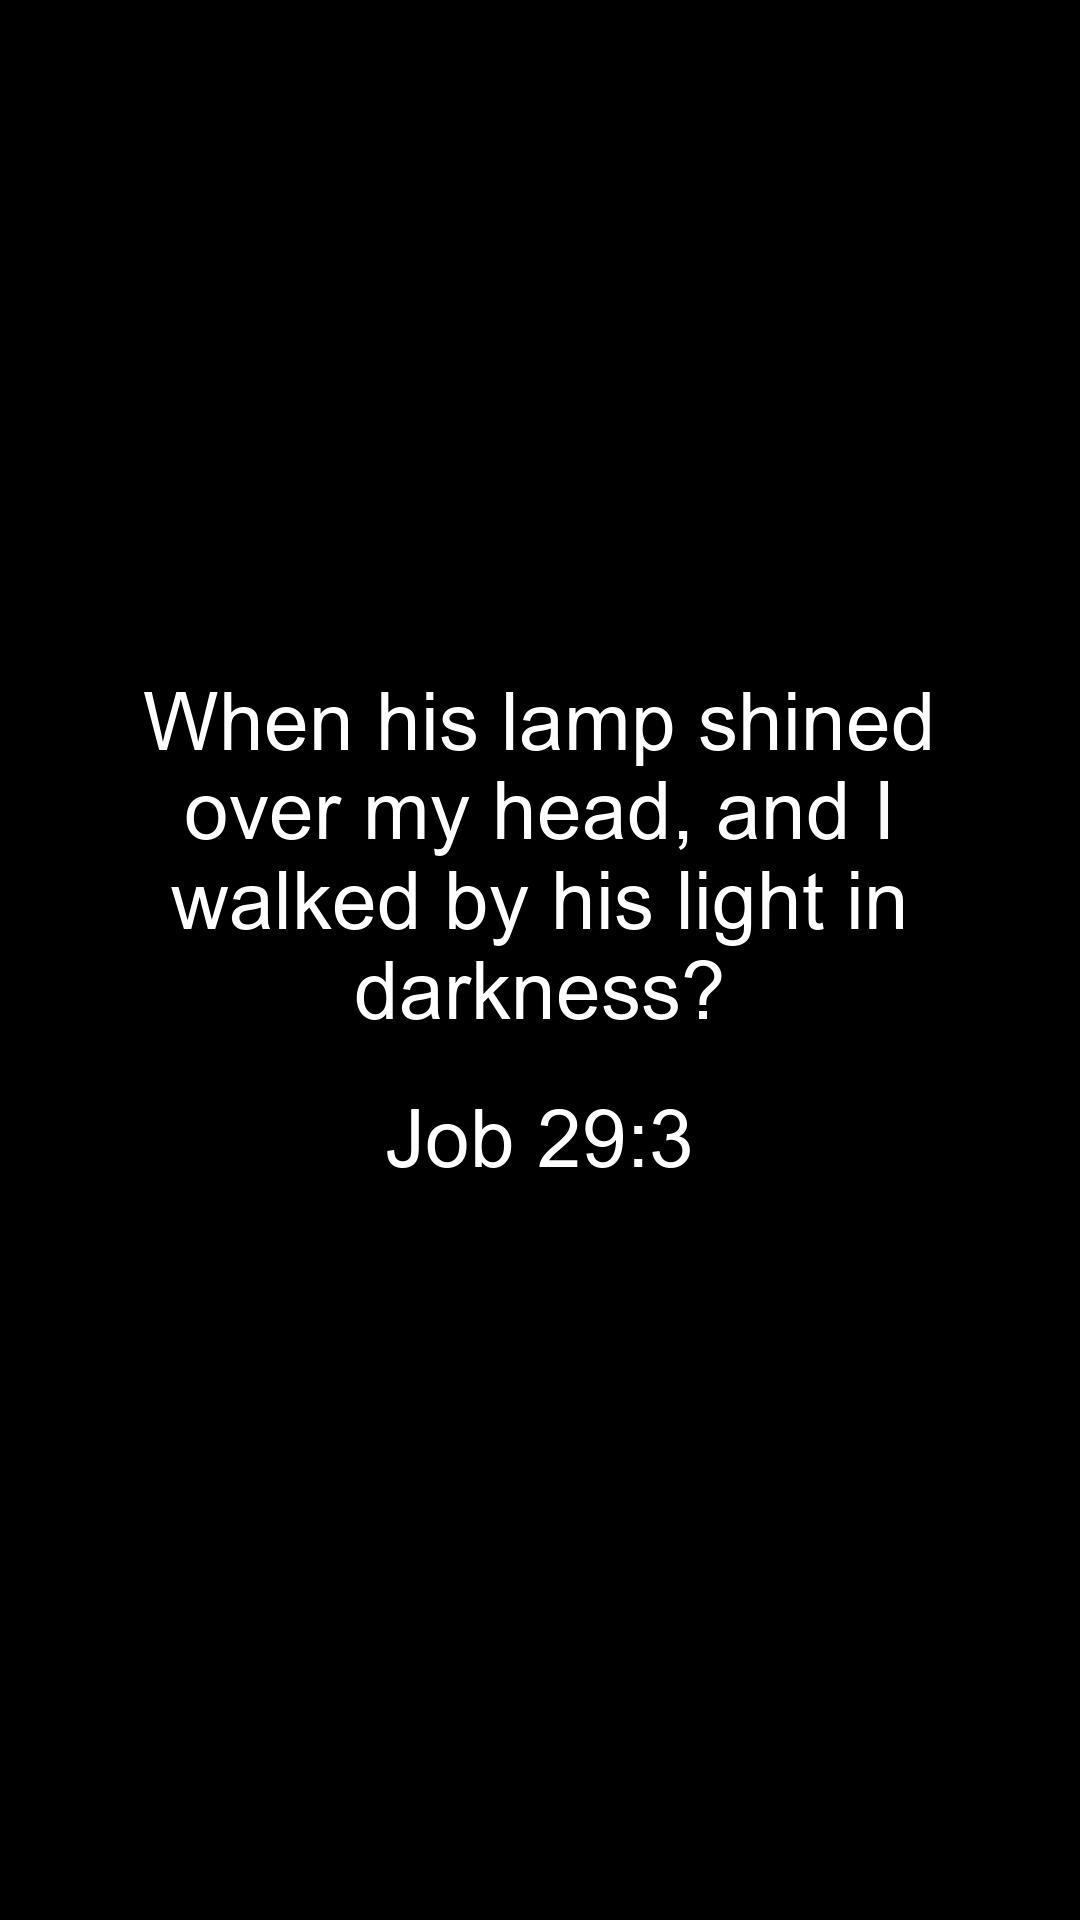 When his lamp shined
over my head, and I
walked by his light in
darkness?
Job 29:3